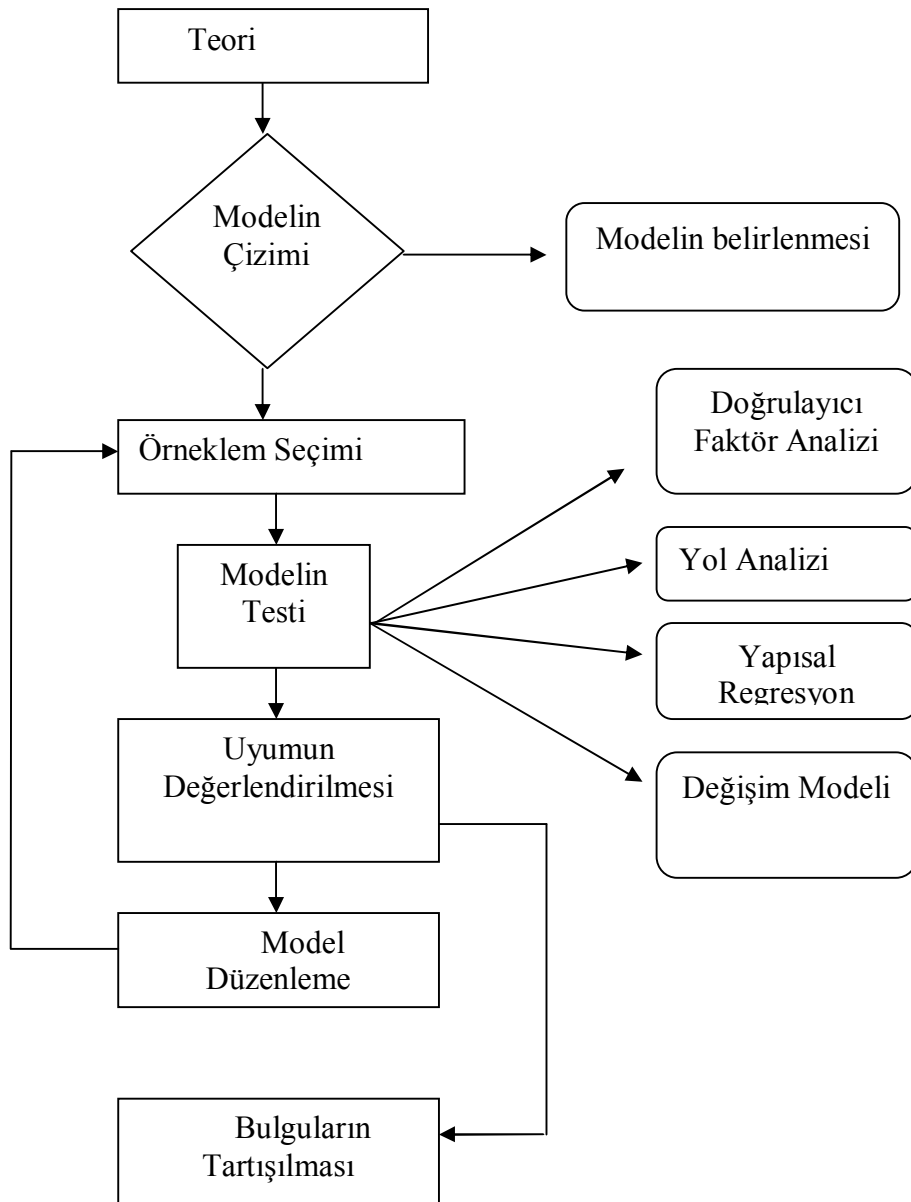 Teori
Modelin
Çizimi
Modelin belirlenmesi
Doğrulayıcı
Faktör Analizi
Örneklem Seçimi
Yol Analizi
Modelin
Testi
Yapısal
Regresyon
Uyumun
Değerlendirilmesi
Değişim Modeli
Model
Düzenleme
Bulguların
Tartışılması